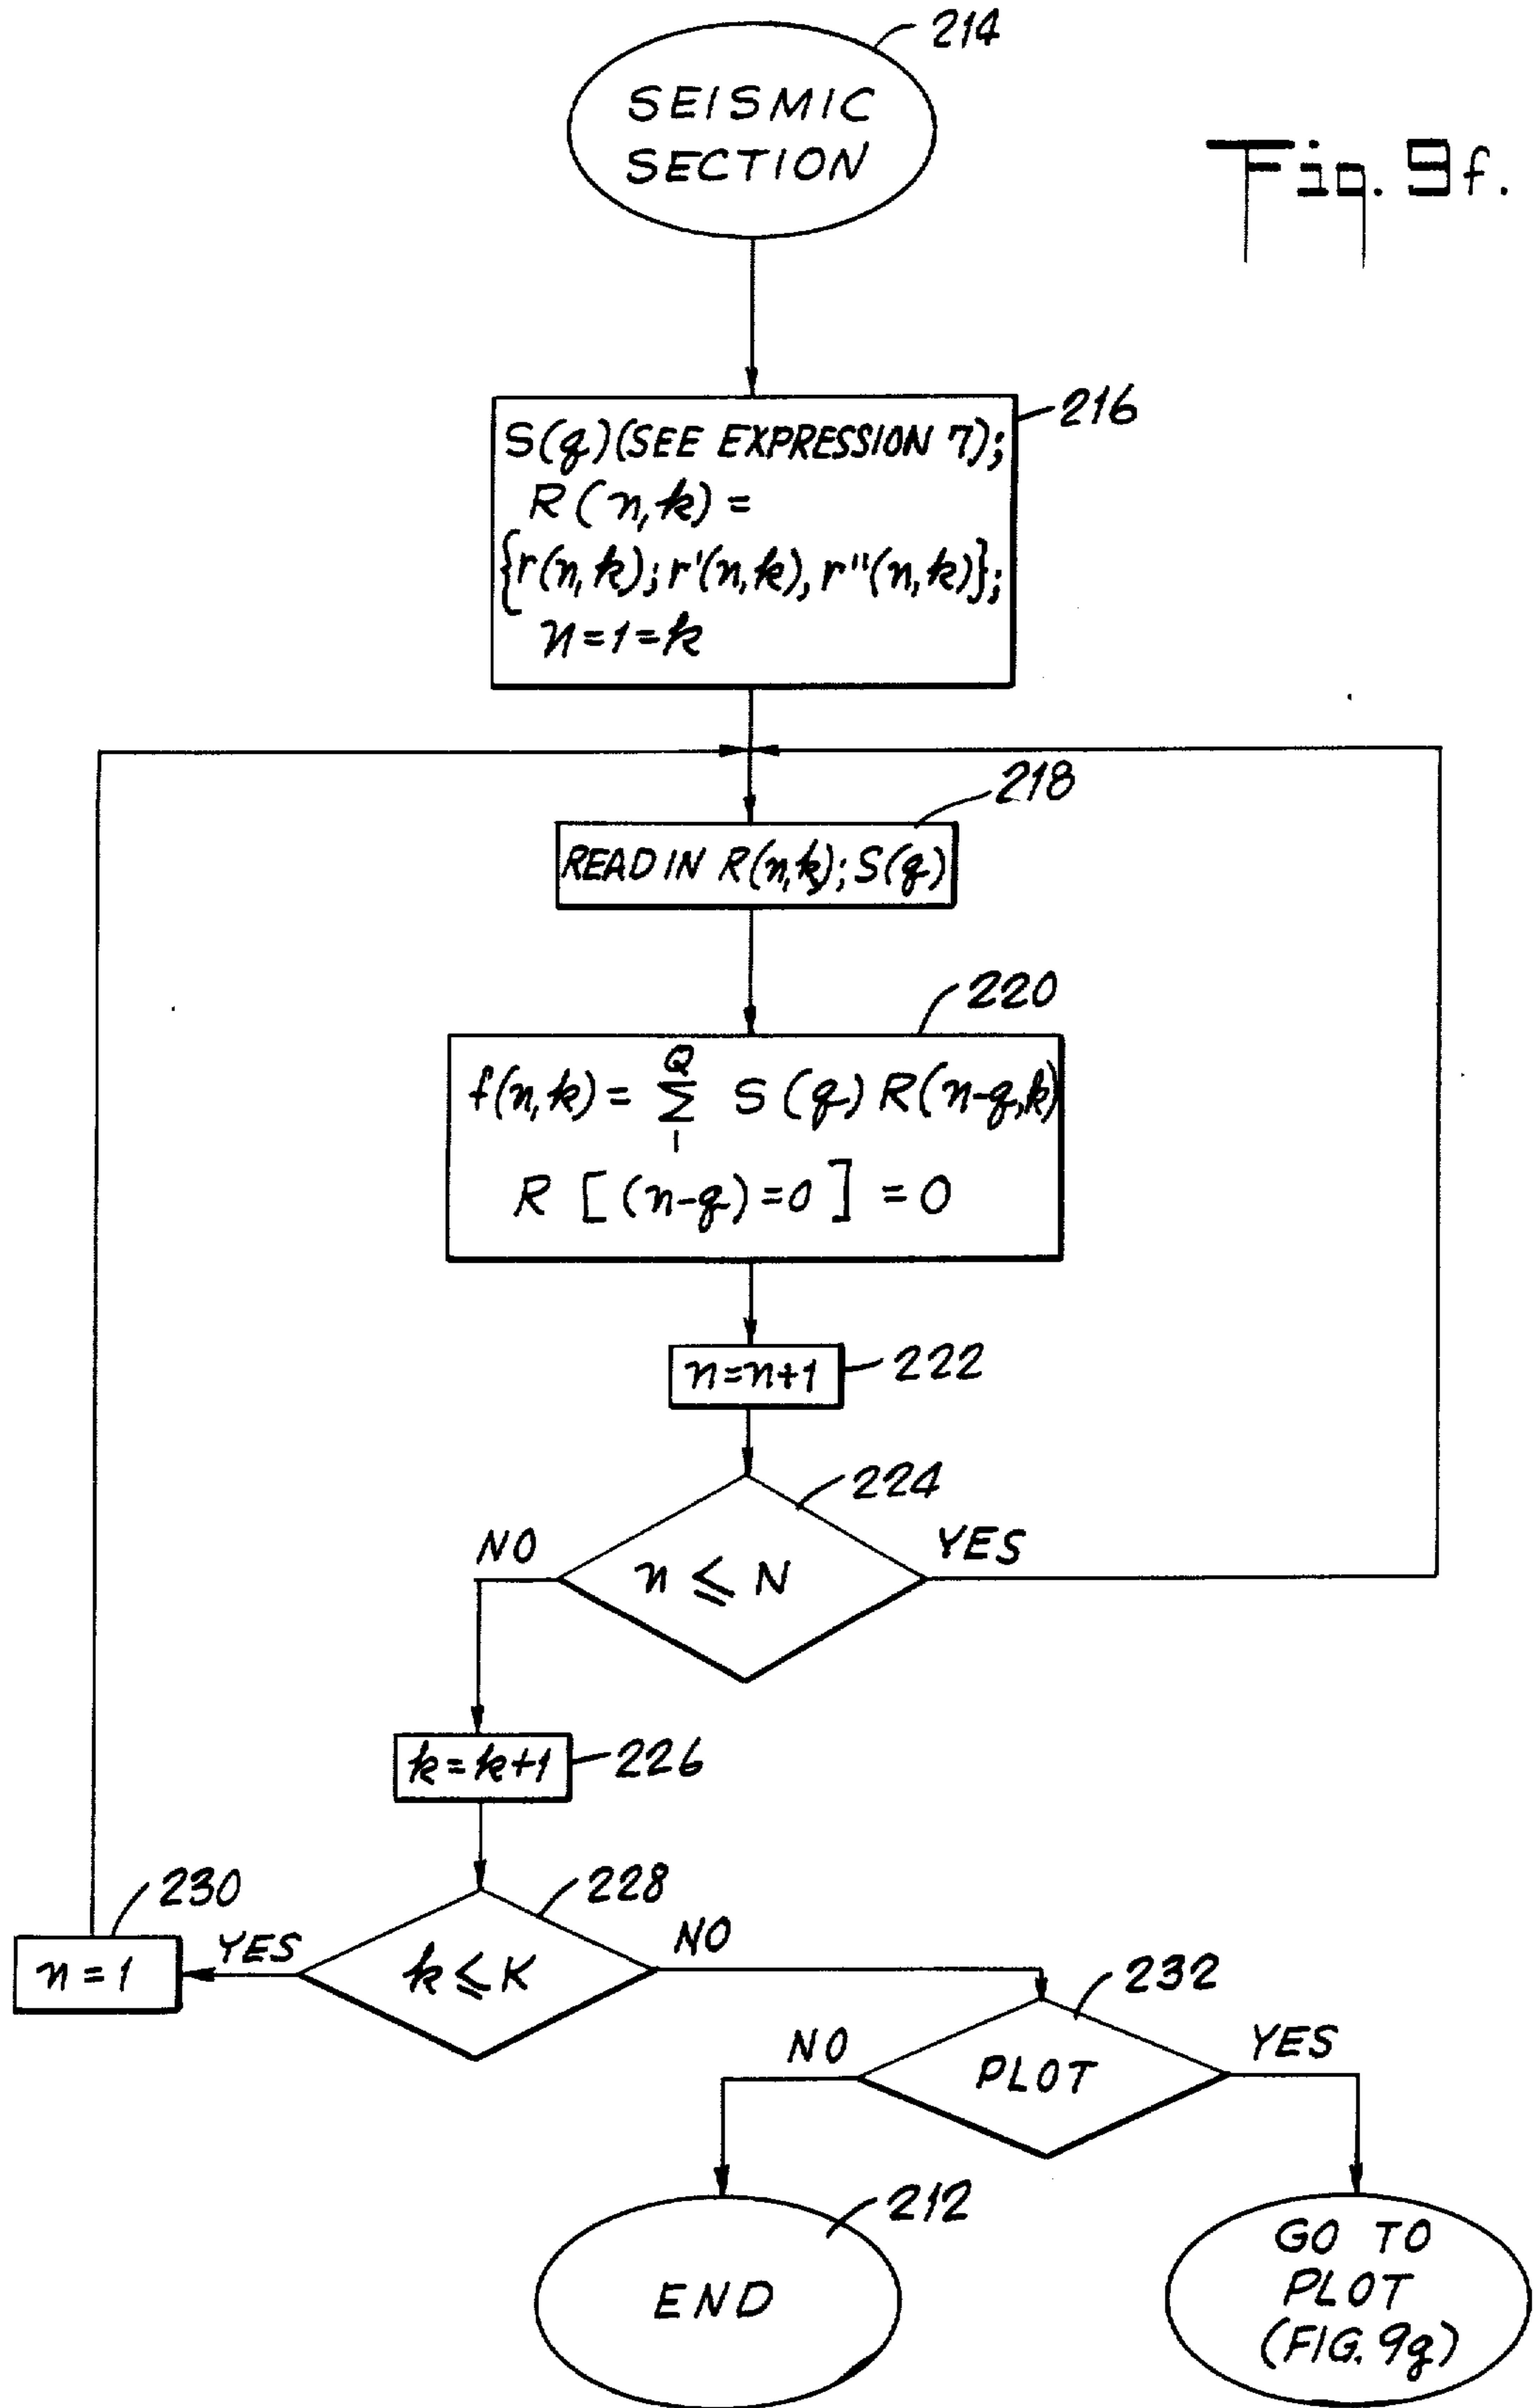 214
SEISMIC
SECTION
Fig. 9f.
216
S(q)(SEE EXPRESSION 7);
R(n,k)=
{r(n,k); r'(n,k), r''(n,k)};
n=1=k
218
READ IN R(n,k); S(q)
220
Q
f(n,k) = Σ S(q) R(n-q,k)
1
R [(n-q)=0] = 0
n=n+1
222
224
NO
YES
n ≤ N
k=k+1
226
230
228
YES
NO
n=1
k≤K
232
NO
YES
PLOT
212
END
GO TO
PLOT
(FIG. 9g)